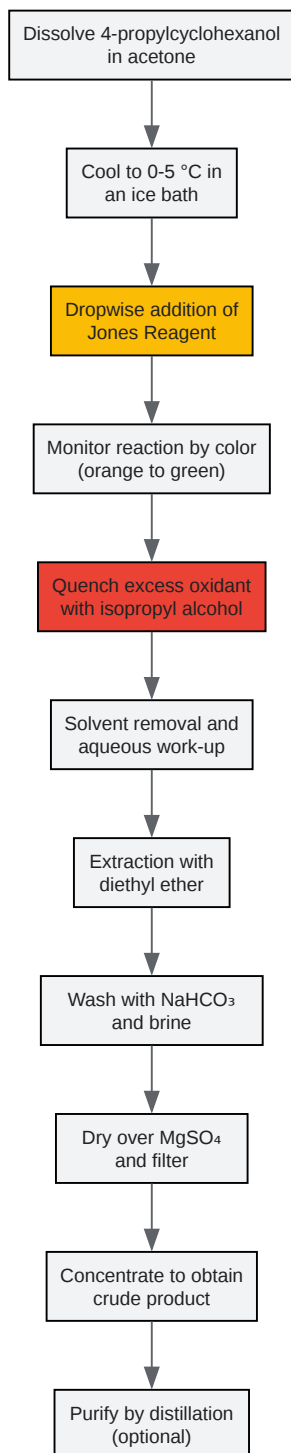 Dissolve 4-propylcyclohexanol
in acetone
Cool to 0-5 °C in
an ice bath
Dropwise addition of
Jones Reagent
Monitor reaction by color
(orange to green)
Quench excess oxidant
with isopropyl alcohol
Solvent removal and
aqueous work-up
Extraction with
diethyl ether
Wash with NaHCO₃
and brine
Dry over MgSO₄
and filter
Concentrate to obtain
crude product
Purify by distillation
(optional)